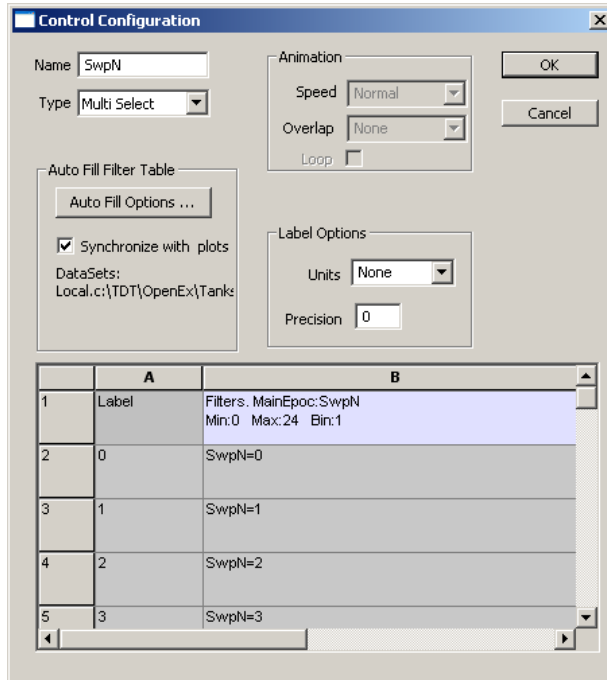 Control Configuration
Name SwpN
Type Multi Select
Animation
Speed Normal
Overlap None
Loop
OK
Cancel
Auto Fill Filter Table
Auto Fill Options ...
Synchronize with plots
DataSets:
Local.c:\TDT\OpenEx\Tanks
Label Options
Units None
Precision 0
A B
1 Label Filters. MainEpoc:SwpN
Min:0 Max:24 Bin:1
2 0 SwpN=0
3 1 SwpN=1
4 2 SwpN=2
5 3 SwpN=3